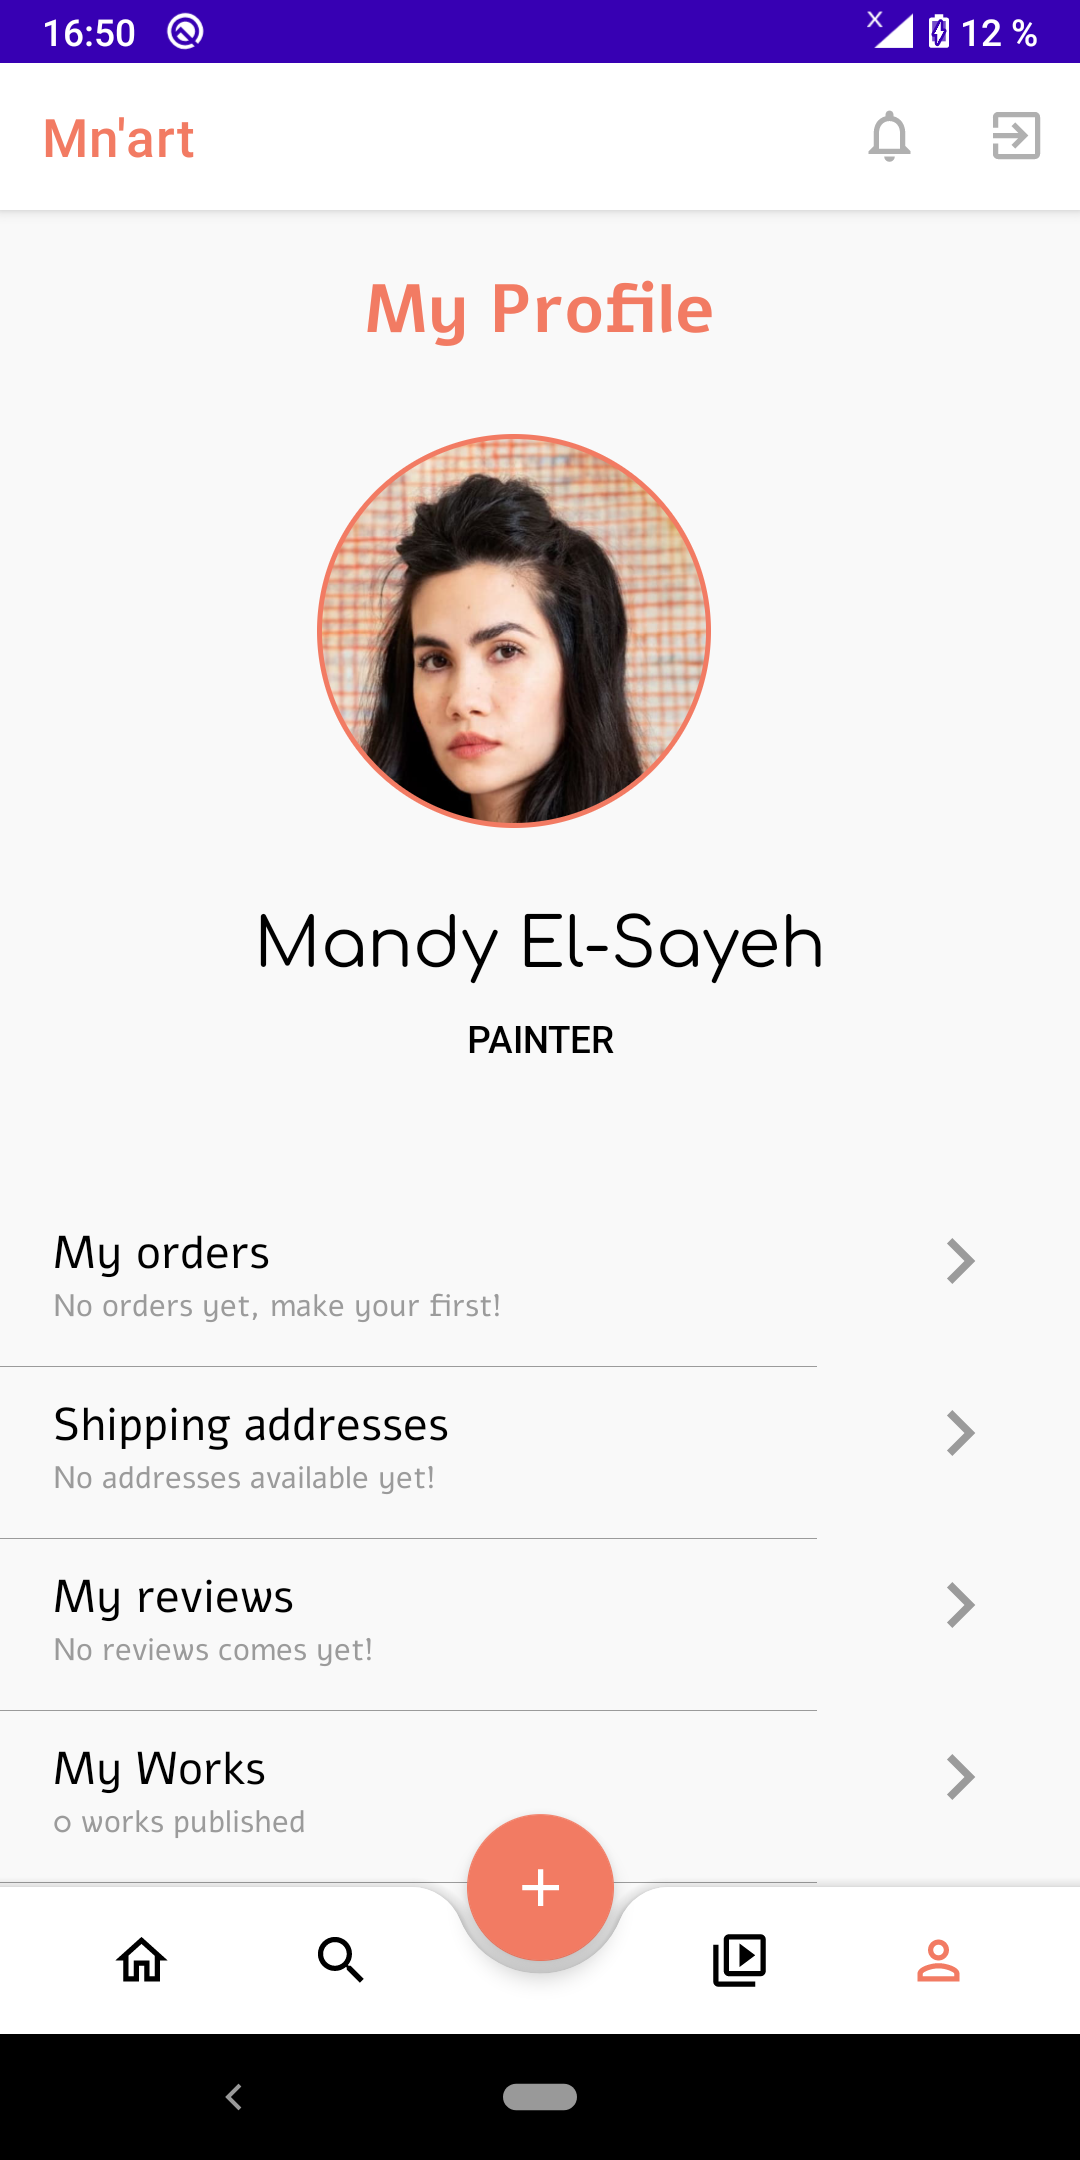 16:50
12 %
Mn'art
My Profile
Mandy El-Sayeh
PAINTER
My orders
No orders yet, make your first!
Shipping addresses
No addresses available yet!
My reviews
No reviews comes yet!
My Works
0 works published